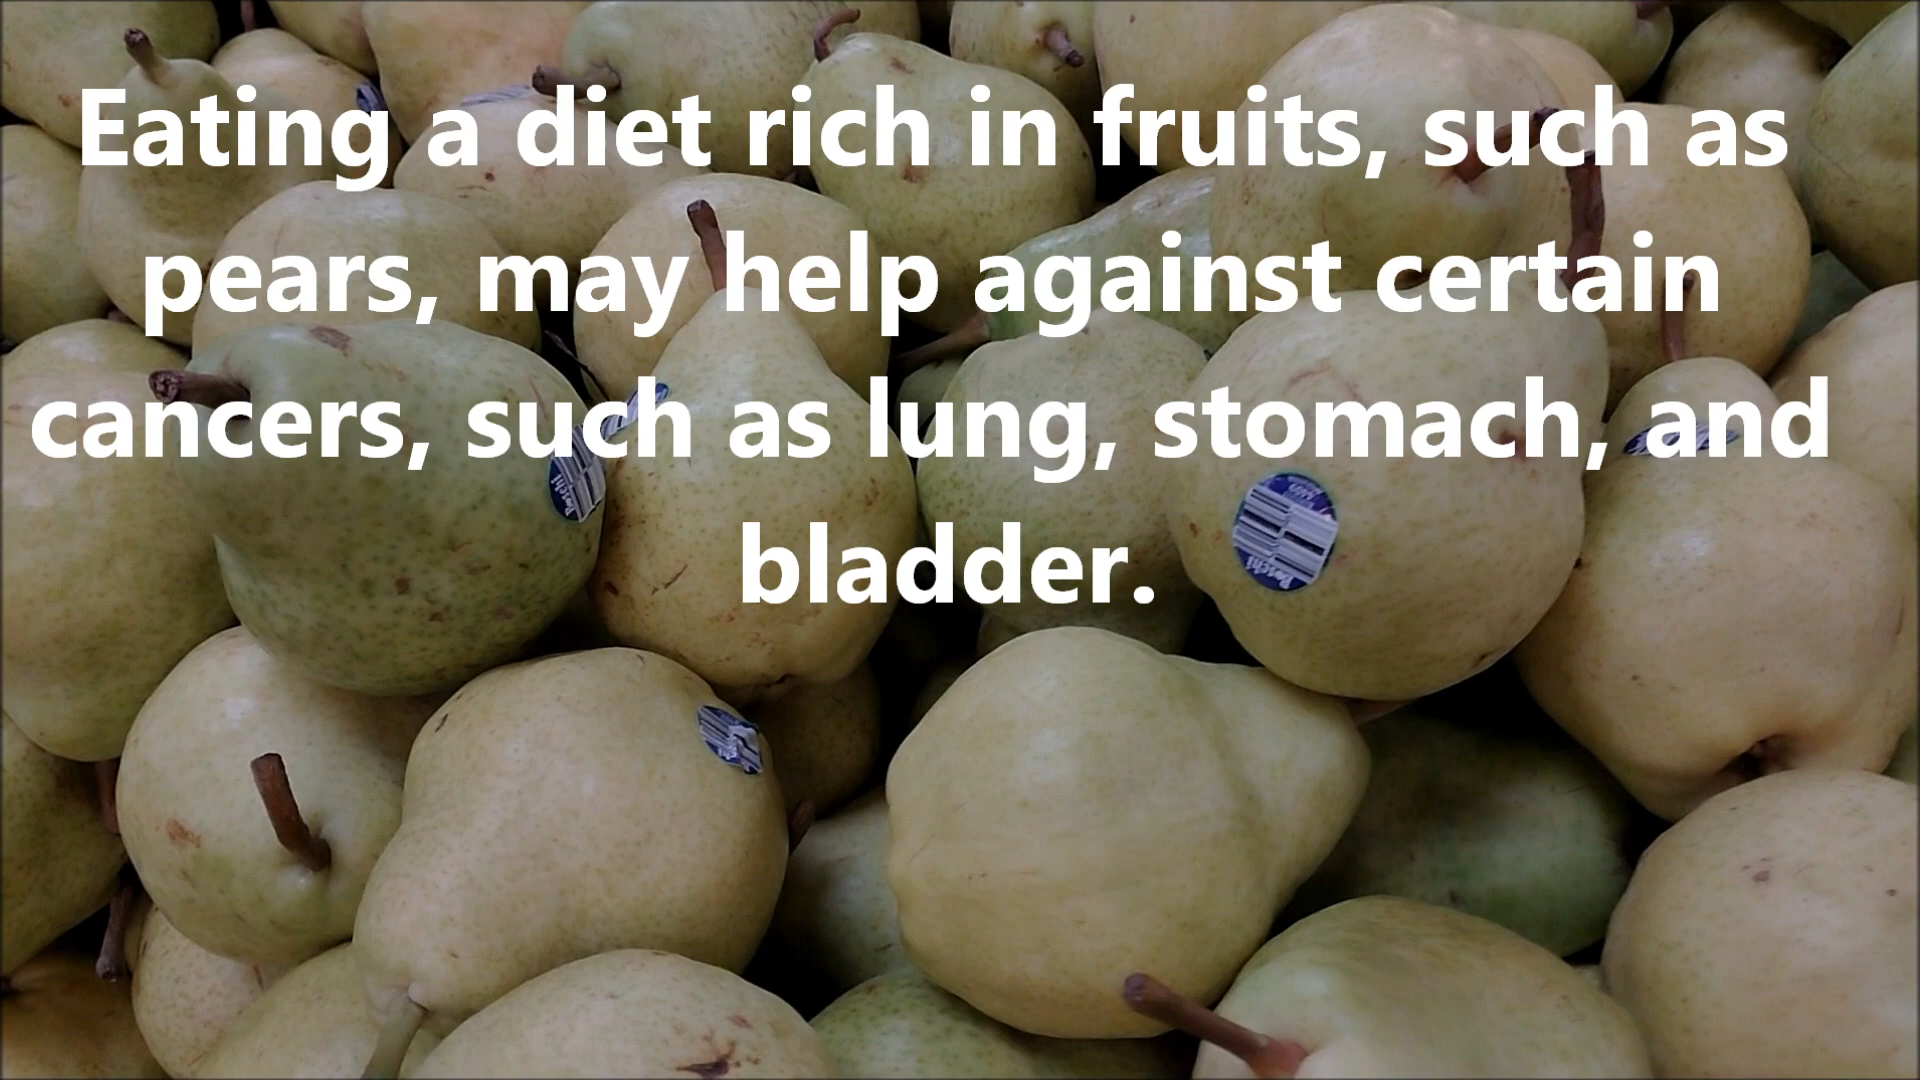 Eating a diet rich in fruits, such as
pears, may help against certain
cancers, such as lung, stomach, and
bladder.